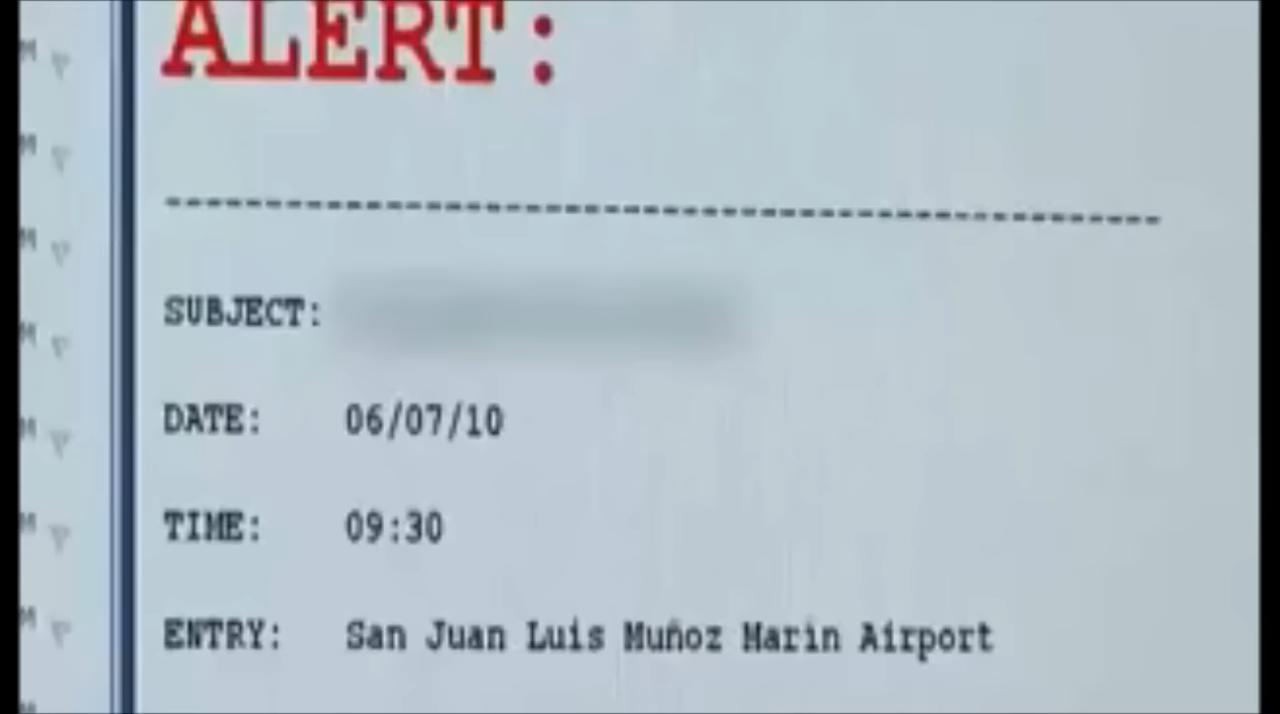 ALERT:
--------------------------------------------------
SUBJECT:
DATE: 06/07/10
TIME: 09:30
ENTRY: San Juan Luis Muñoz Marin Airport